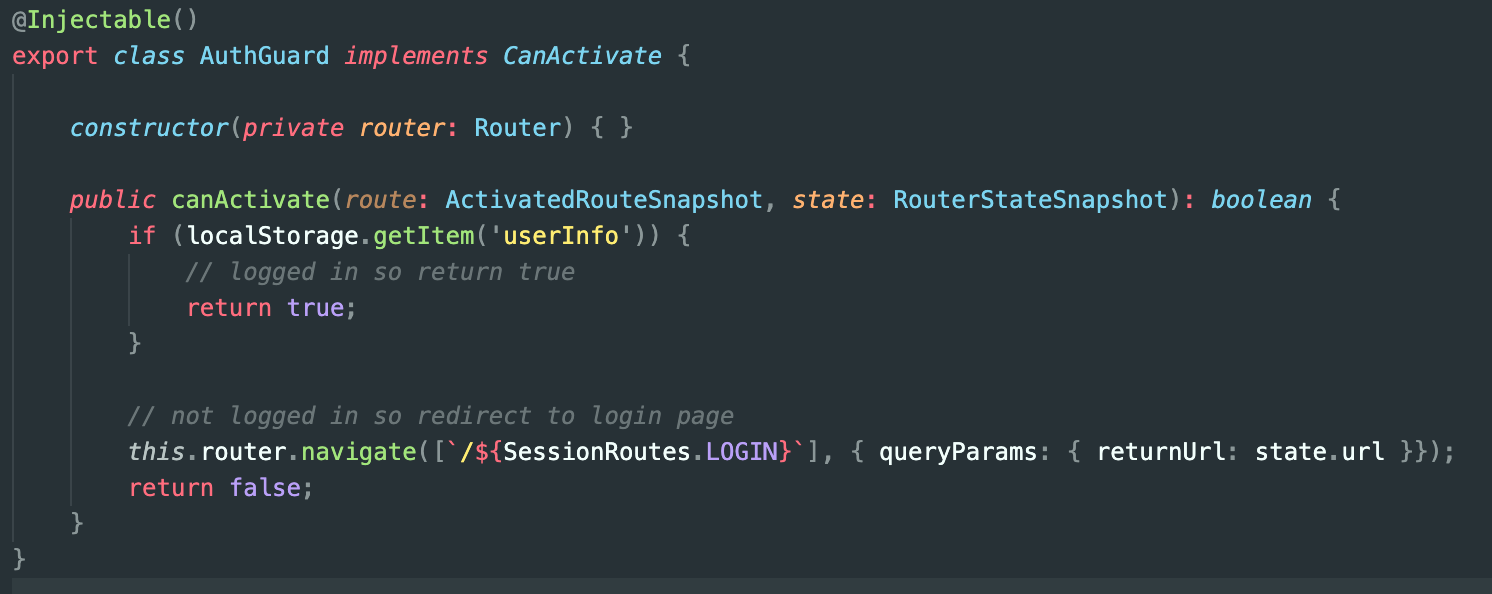 @Injectable()
export class AuthGuard implements CanActivate {
constructor(private router: Router) { }
public canActivate(route: ActivatedRouteSnapshot, state: RouterStateSnapshot): boolean {
if (localStorage.getItem('userInfo')) {
// logged in so return true
return true;
}
// not logged in so redirect to login page
this.router.navigate([`/${SessionRoutes.LOGIN}`], { queryParams: { returnUrl: state.url }});
return false;
}
}